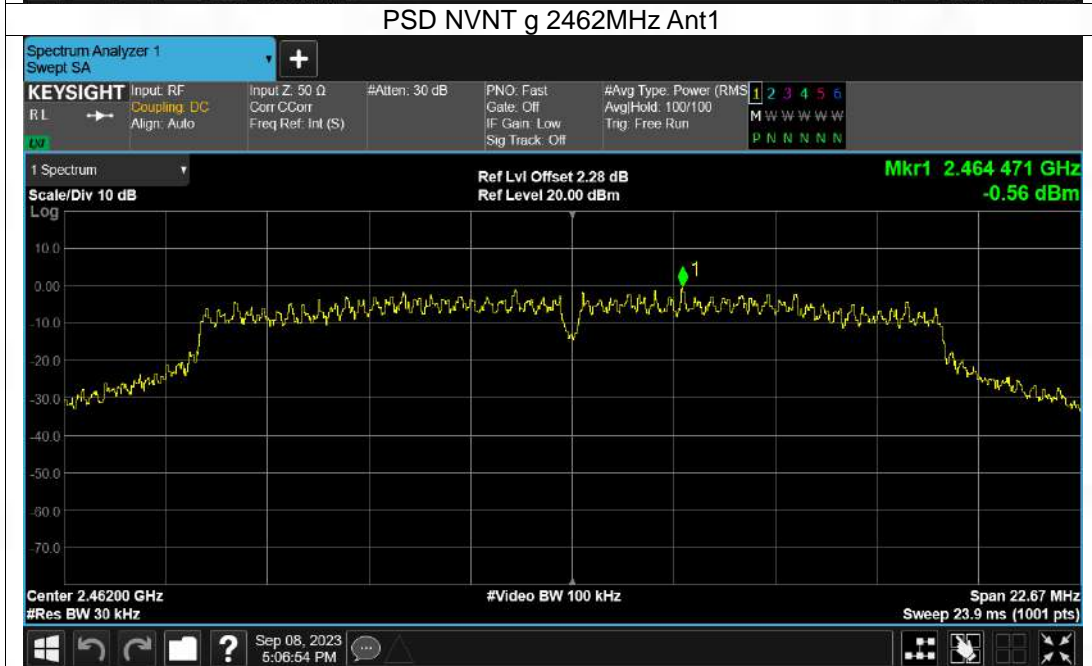 PSD NVNT g 2462MHz Ant1
Spectrum Analyzer 1
Swept SA
+
KEYSIGHT
RL
LXI
Input: RF
Coupling: DC
Align: Auto
Input Z: 50 Ω
Corr CCorr
Freq Ref: Int (S)
#Atten: 30 dB
PNO: Fast
Gate: Off
IF Gain: Low
Sig Track: Off
#Avg Type: Power (RMS
Avg|Hold: 100/100
Trig: Free Run
1 2 3 4 5 6
M W W W W W
P N N N N N
1 Spectrum
Scale/Div 10 dB
Log
Ref Lvl Offset 2.28 dB
Ref Level 20.00 dBm
Mkr1 2.464 471 GHz
-0.56 dBm
1
10.0
0.00
-10.0
-20.0
-30.0
-40.0
-50.0
-60.0
-70.0
Center 2.46200 GHz
#Res BW 30 kHz
#Video BW 100 kHz
Span 22.67 MHz
Sweep 23.9 ms (1001 pts)
?
Sep 08, 2023
5:06:54 PM